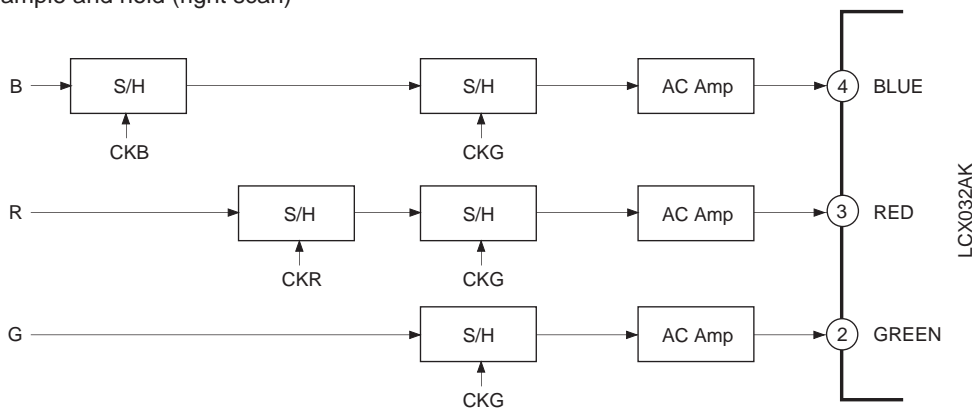 ample and hold (right scan)
B S/H S/H AC Amp 4 BLUE
CKB CKG
R S/H S/H AC Amp 3 RED
CKR CKG
G S/H AC Amp 2 GREEN
CKG
LCX032AK